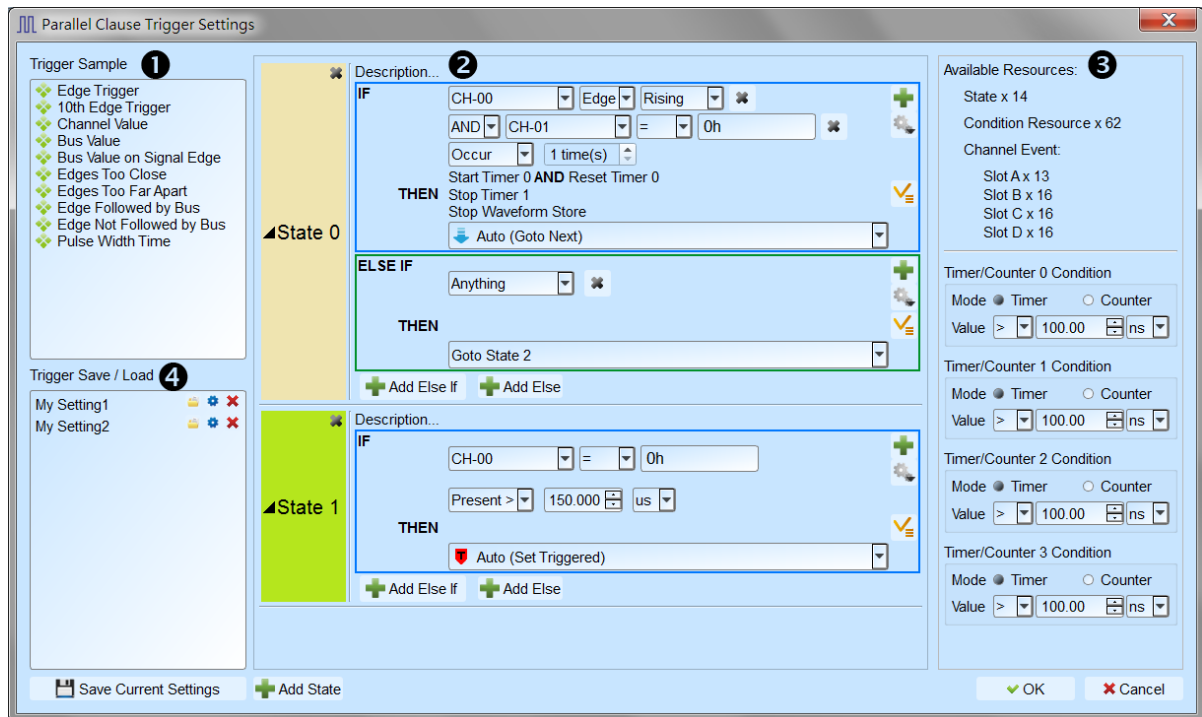 Parallel Clause Trigger Settings
X
Trigger Sample ❶
Edge Trigger
10th Edge Trigger
Channel Value
Bus Value
Bus Value on Signal Edge
Edges Too Close
Edges Too Far Apart
Edge Followed by Bus
Edge Not Followed by Bus
Pulse Width Time
Trigger Save / Load ❹
My Setting1
My Setting2
Save Current Settings
State 0
Description... ❷
IF
CH-00 Edge Rising
AND CH-01 = 0h
Occur 1 time(s)
Start Timer 0 AND Reset Timer 0
THEN Stop Timer 1
Stop Waveform Store
Auto (Goto Next)
ELSE IF
Anything
THEN
Goto State 2
Add Else If Add Else
State 1
Description...
IF
CH-00 = 0h
Present > 150.000 us
THEN
T Auto (Set Triggered)
Add Else If Add Else
Add State
Available Resources: ❸
State x 14
Condition Resource x 62
Channel Event:
Slot A x 13
Slot B x 16
Slot C x 16
Slot D x 16
Timer/Counter 0 Condition
Mode Timer Counter
Value > 100.00 ns
Timer/Counter 1 Condition
Mode Timer Counter
Value > 100.00 ns
Timer/Counter 2 Condition
Mode Timer Counter
Value > 100.00 ns
Timer/Counter 3 Condition
Mode Timer Counter
Value > 100.00 ns
OK Cancel